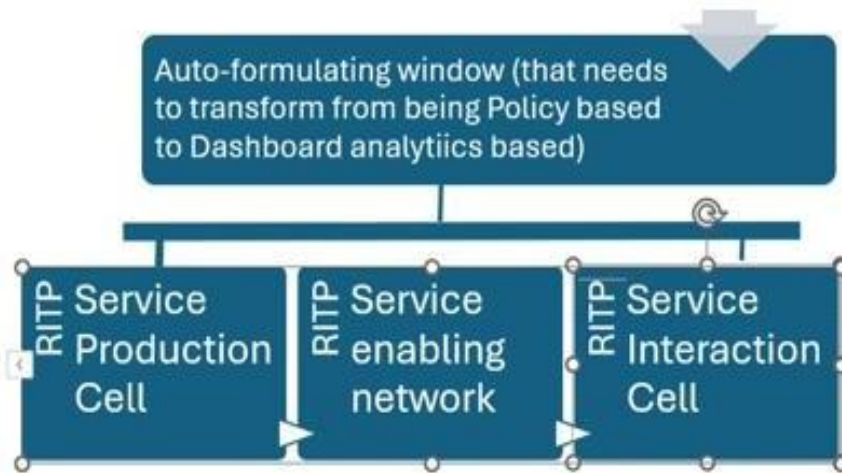 Auto-formulating window (that needs
to transform from being Policy based
to Dashboard analytiics based)
RITP
Service
Production
Cell
RITP
Service
enabling
network
RITP
Service
Interaction
Cell